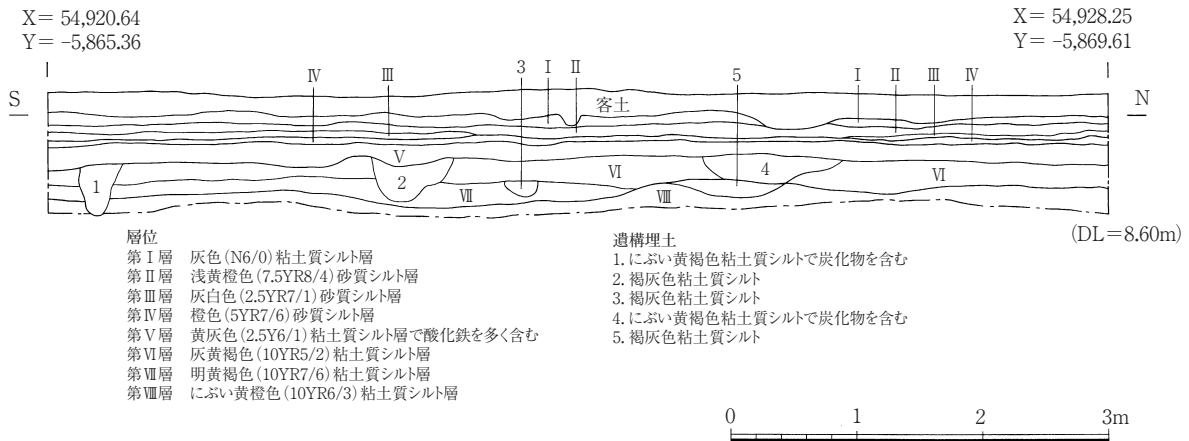 X= 54,920.64
Y= -5,865.36
X= 54,928.25
Y= -5,869.61
S
Ⅳ
Ⅲ
3
Ⅰ
Ⅱ
客土
5
Ⅰ
Ⅱ
Ⅲ
Ⅳ
N
1
Ⅴ
2
Ⅶ
Ⅵ
Ⅷ
4
Ⅵ
(DL=8.60m)
層位
第Ⅰ層 灰色(N6/0)粘土質シルト層
第Ⅱ層 浅黄橙色(7.5YR8/4)砂質シルト層
第Ⅲ層 灰白色(2.5YR7/1)砂質シルト層
第Ⅳ層 橙色(5YR7/6)砂質シルト層
第Ⅴ層 黄灰色(2.5Y6/1)粘土質シルト層で酸化鉄を多く含む
第Ⅵ層 灰黄褐色(10YR5/2)粘土質シルト層
第Ⅶ層 明黄褐色(10YR7/6)粘土質シルト層
第Ⅷ層 にぶい黄橙色(10YR6/3)粘土質シルト層
遺構埋土
1. にぶい黄褐色粘土質シルトで炭化物を含む
2. 褐灰色粘土質シルト
3. 褐灰色粘土質シルト
4. にぶい黄褐色粘土質シルトで炭化物を含む
5. 褐灰色粘土質シルト
0 1 2 3m